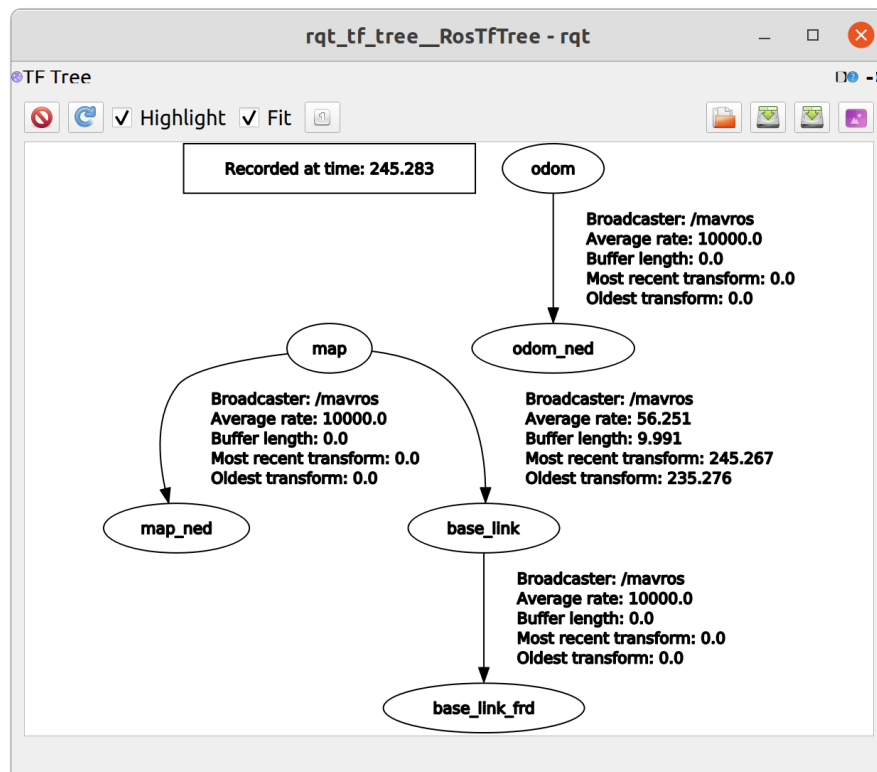 rqt_tf_tree__RosTfTree - rqt
TF Tree
Highlight
Fit
Recorded at time: 245.283
odom
Broadcaster: /mavros
Average rate: 10000.0
Buffer length: 0.0
Most recent transform: 0.0
Oldest transform: 0.0
map
odom_ned
Broadcaster: /mavros
Average rate: 10000.0
Buffer length: 0.0
Most recent transform: 0.0
Oldest transform: 0.0
Broadcaster: /mavros
Average rate: 56.251
Buffer length: 9.991
Most recent transform: 245.267
Oldest transform: 235.276
map_ned
base_link
Broadcaster: /mavros
Average rate: 10000.0
Buffer length: 0.0
Most recent transform: 0.0
Oldest transform: 0.0
base_link_frd